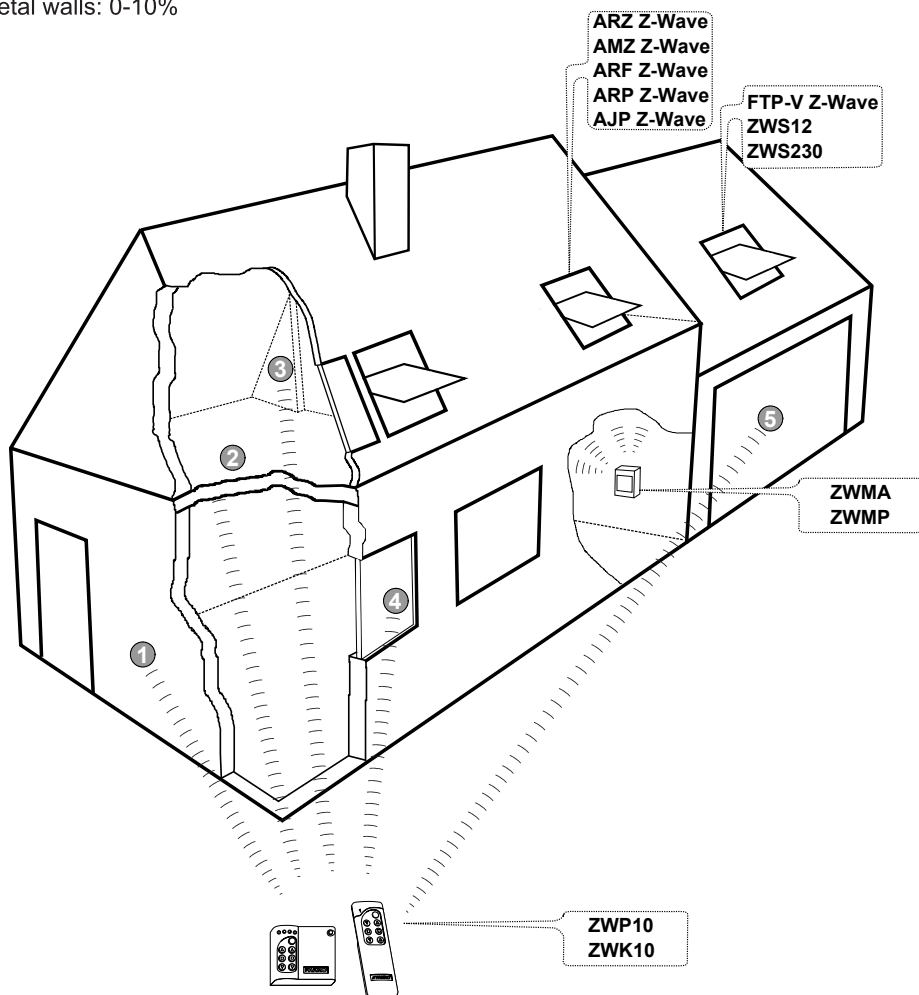 etal walls: 0-10%
ARZ Z-Wave
AMZ Z-Wave
ARF Z-Wave
ARP Z-Wave
AJP Z-Wave
FTP-V Z-Wave
ZWS12
ZWS230
3
2
5
ZWMA
ZWMP
4
1
ZWP10
ZWK10